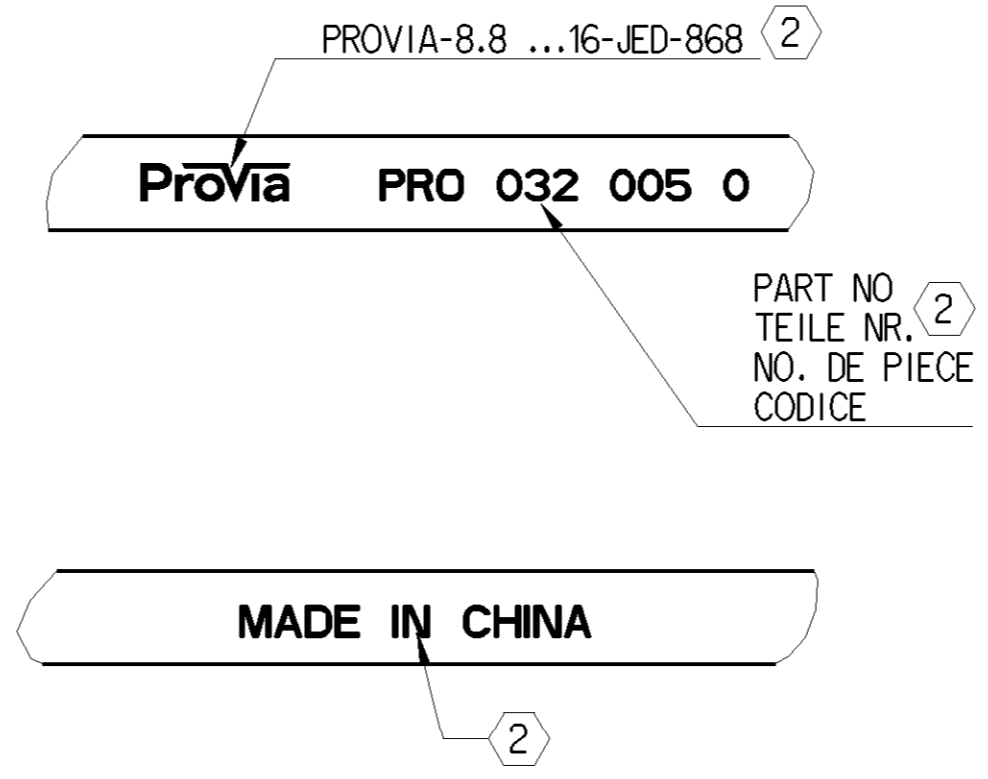 PROVIA-8.8 ...16-JED-868 2
ProVia PRO 032 005 0
PART NO
TEILE NR. 2
NO. DE PIECE
CODICE
MADE IN CHINA
2